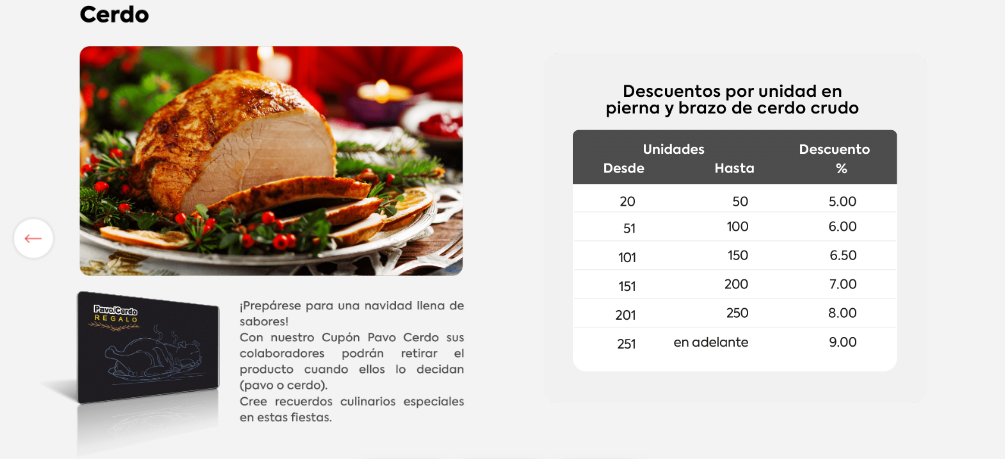 Cerdo
Pavo/Cerdo
REGALO
¡Prepárese para una navidad llena de
sabores!
Con nuestro Cupón Pavo Cerdo sus
colaboradores podrán retirar el
producto cuando ellos lo decidan
(pavo o cerdo).
Cree recuerdos culinarios especiales
en estas fiestas.
Descuentos por unidad en
pierna y brazo de cerdo crudo
Unidades Descuento
Desde Hasta %
20 50 5.00
51 100 6.00
101 150 6.50
151 200 7.00
201 250 8.00
251 en adelante 9.00